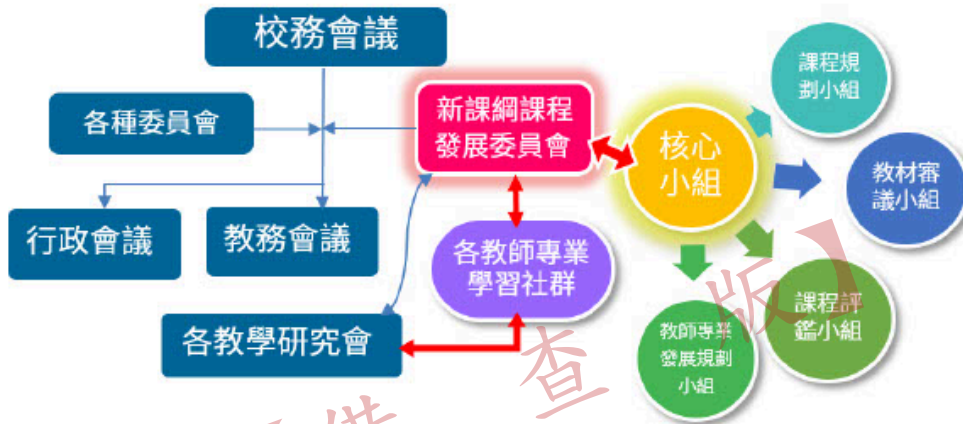 校務會議
各種委員會
行政會議
教務會議
各教學研究會
新課綱課程
發展委員會
各教師專業
學習社群
核心
小組
課程規
劃小組
教材審
議小組
課程評
鑑小組
教師專業
發展規劃
小組
備查版】